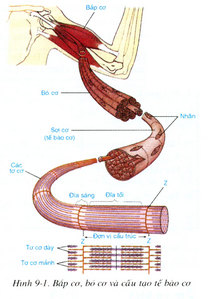 Bắp cơ
Bó cơ
Nhân
Sợi cơ
(tế bào cơ)
Các
tơ cơ
Đĩa sáng
Đĩa tối
Z
Z
Đơn vị cấu trúc
Tơ cơ dày
Tơ cơ mảnh
Z
Z
Hình 9-1. Bắp cơ, bó cơ và cấu tạo tế bào cơ